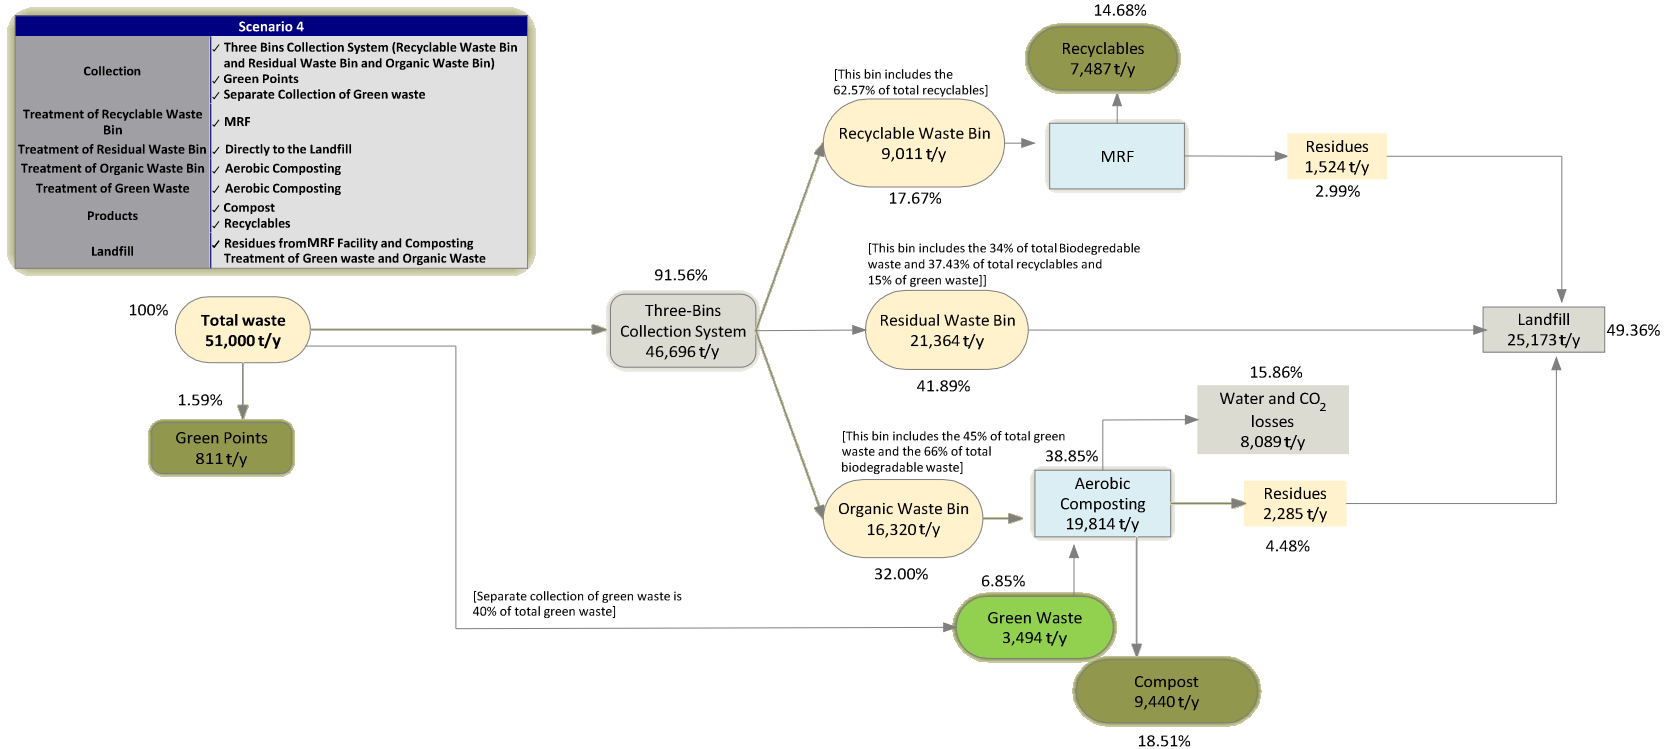 Scenario 4
Collection
✓ Three Bins Collection System (Recyclable Waste Bin
and Residual Waste Bin and Organic Waste Bin)
✓ Green Points
✓ Separate Collection of Green waste
Treatment of Recyclable Waste
Bin
✓ MRF
Treatment of Residual Waste Bin
✓ Directly to the Landfill
Treatment of Organic Waste Bin
✓ Aerobic Composting
Treatment of Green Waste
✓ Aerobic Composting
Products
✓ Compost
✓ Recyclables
Landfill
✓ Residues from MRF Facility and Composting
Treatment of Green waste and Organic Waste
14.68%
Recyclables
7,487 t/y
[This bin includes the
62.57% of total recyclables]
Recyclable Waste Bin
9,011 t/y
17.67%
MRF
Residues
1,524 t/y
2.99%
[This bin includes the 34% of total Biodegredable
waste and 37.43% of total recyclables and
15% of green waste]]
91.56%
100%
Total waste
51,000 t/y
Three-Bins
Collection System
46,696 t/y
Residual Waste Bin
21,364 t/y
41.89%
Landfill
25,173 t/y
49.36%
1.59%
Green Points
811 t/y
15.86%
Water and CO2
losses
8,089 t/y
[This bin includes the 45% of total green
waste and the 66% of total
biodegradable waste]
38.85%
Organic Waste Bin
16,320 t/y
32.00%
Aerobic
Composting
19,814 t/y
Residues
2,285 t/y
4.48%
[Separate collection of green waste is
40% of total green waste]
6.85%
Green Waste
3,494 t/y
Compost
9,440 t/y
18.51%